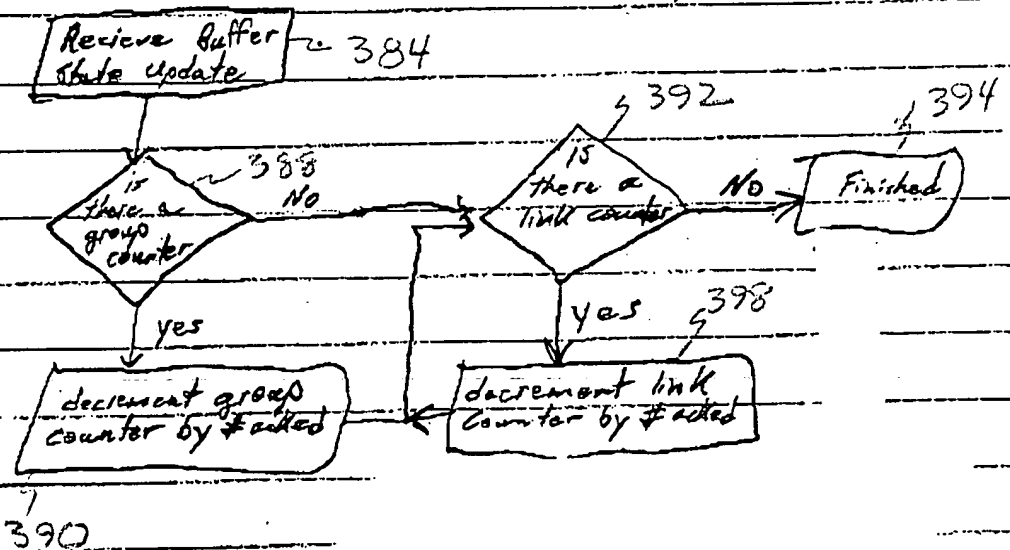 Recieve Buffer
State Update
384
392
394
388
is
there a
group
counter
No
is
there a
link counter
No
Finished
yes
yes
398
decrement group
counter by # acked
decrement link
counter by # acked
390